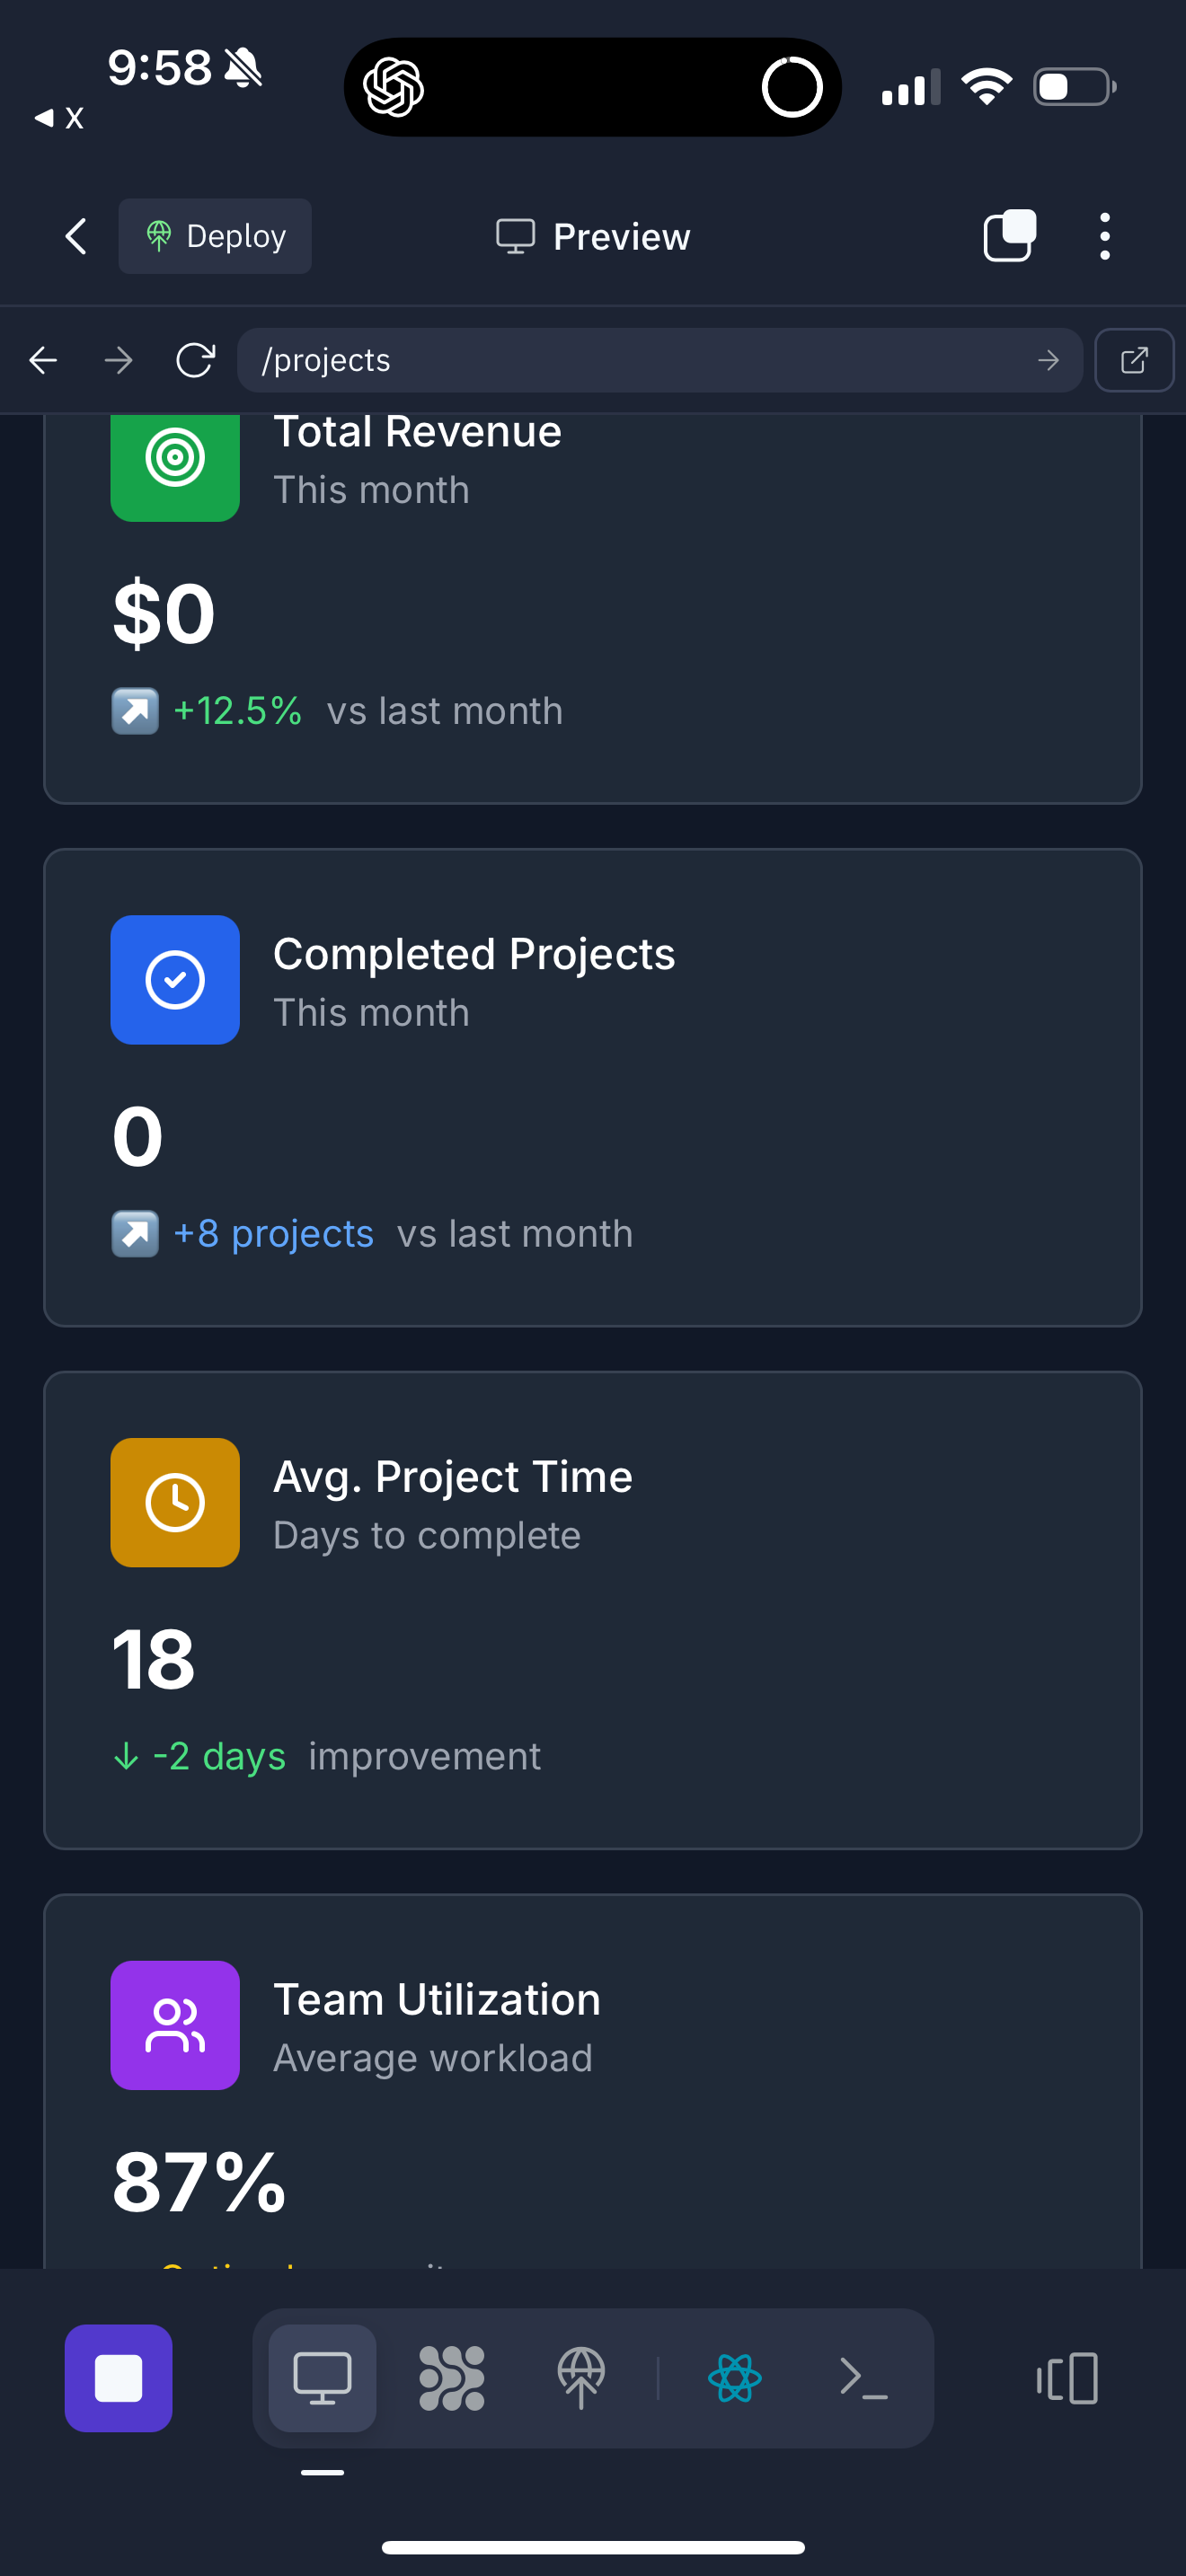 9:58
◀ X
Deploy
Preview
/projects
Total Revenue
This month
$0
↗ +12.5% vs last month
Completed Projects
This month
0
↗ +8 projects vs last month
Avg. Project Time
Days to complete
18
↓ -2 days improvement
Team Utilization
Average workload
87%